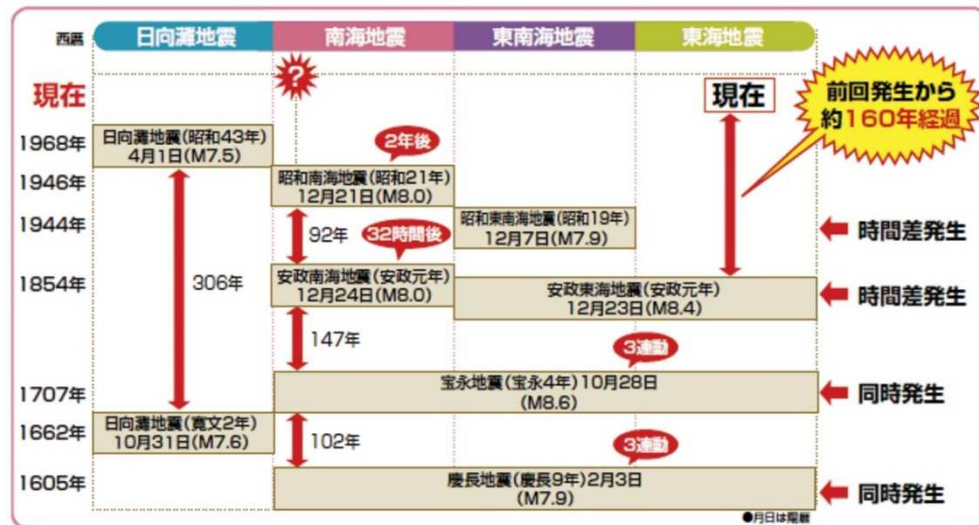 西暦
日向灘地震
南海地震
東南海地震
東海地震
現在
?
現在
前回発生から
約160年経過
1968年
日向灘地震(昭和43年)
4月1日(M7.5)
2年後
1946年
昭和南海地震(昭和21年)
12月21日(M8.0)
1944年
92年
32時間後
昭和東南海地震(昭和19年)
12月7日(M7.9)
時間差発生
1854年
306年
安政南海地震(安政元年)
12月24日(M8.0)
安政東海地震(安政元年)
12月23日(M8.4)
時間差発生
147年
3連動
1707年
宝永地震(宝永4年)10月28日
(M8.6)
同時発生
1662年
日向灘地震(寛文2年)
10月31日(M7.6)
102年
3連動
1605年
慶長地震(慶長9年)2月3日
(M7.9)
同時発生
●月日は陽暦